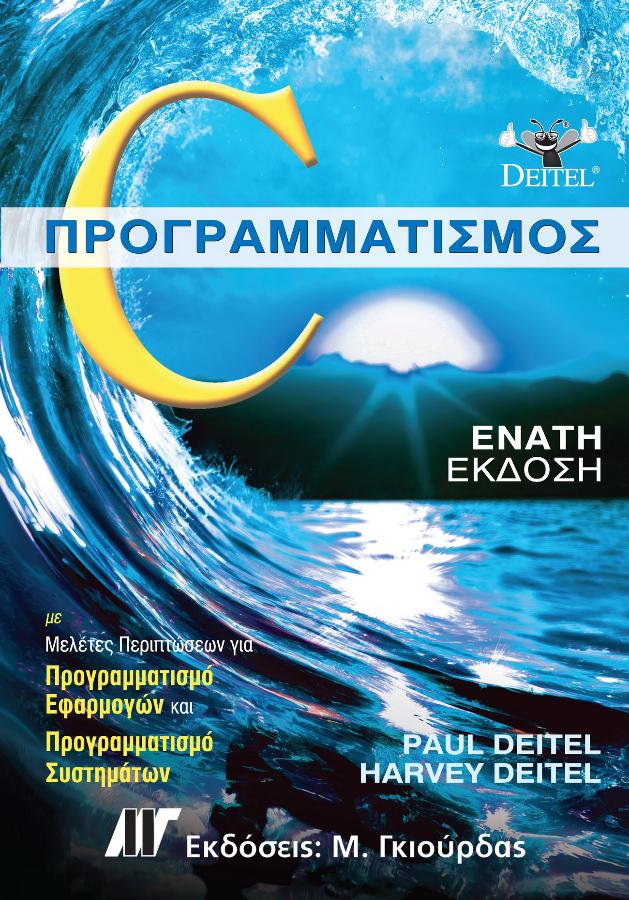 C
DEITEL®
ΠΡΟΓΡΑΜΜΑΤΙΣΜΟΣ
ΕΝΑΤΗ
ΕΚΔΟΣΗ
με
Μελέτες Περιπτώσεων για
Προγραμματισμό
Εφαρμογών και
Προγραμματισμό
Συστημάτων
PAUL DEITEL
HARVEY DEITEL
Εκδόσεις: Μ. Γκιούρδας